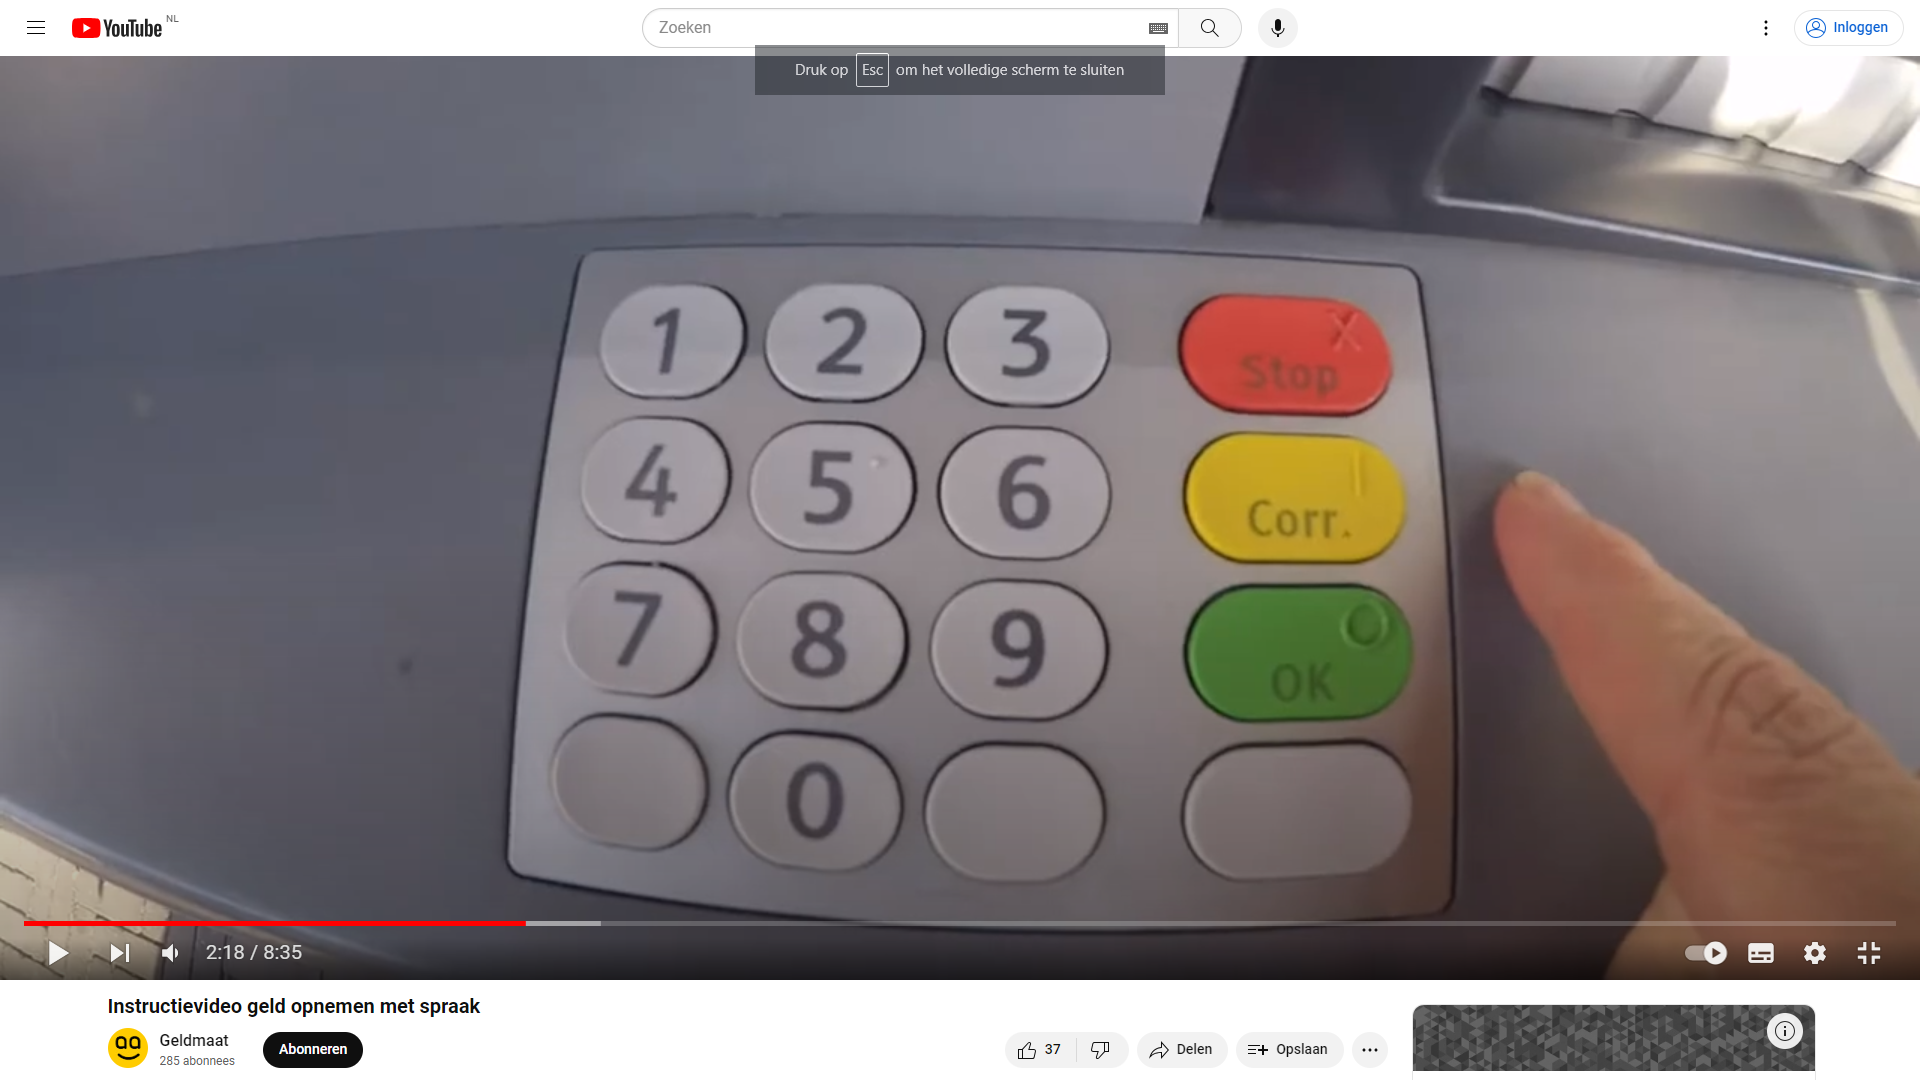 YouTube NL
Zoeken
Inloggen
Druk op Esc om het volledige scherm te sluiten
1 2 3 X Stop
4 5 6 | Corr.
7 8 9 O OK
0
2:18 / 8:35
Instructievideo geld opnemen met spraak
Geldmaat
285 abonnees
Abonneren
37
Delen
Opslaan